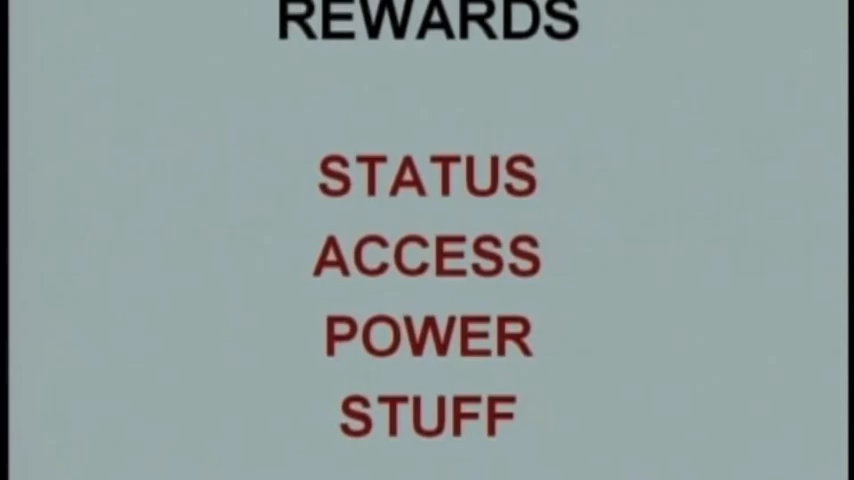 REWARDS
STATUS
ACCESS
POWER
STUFF